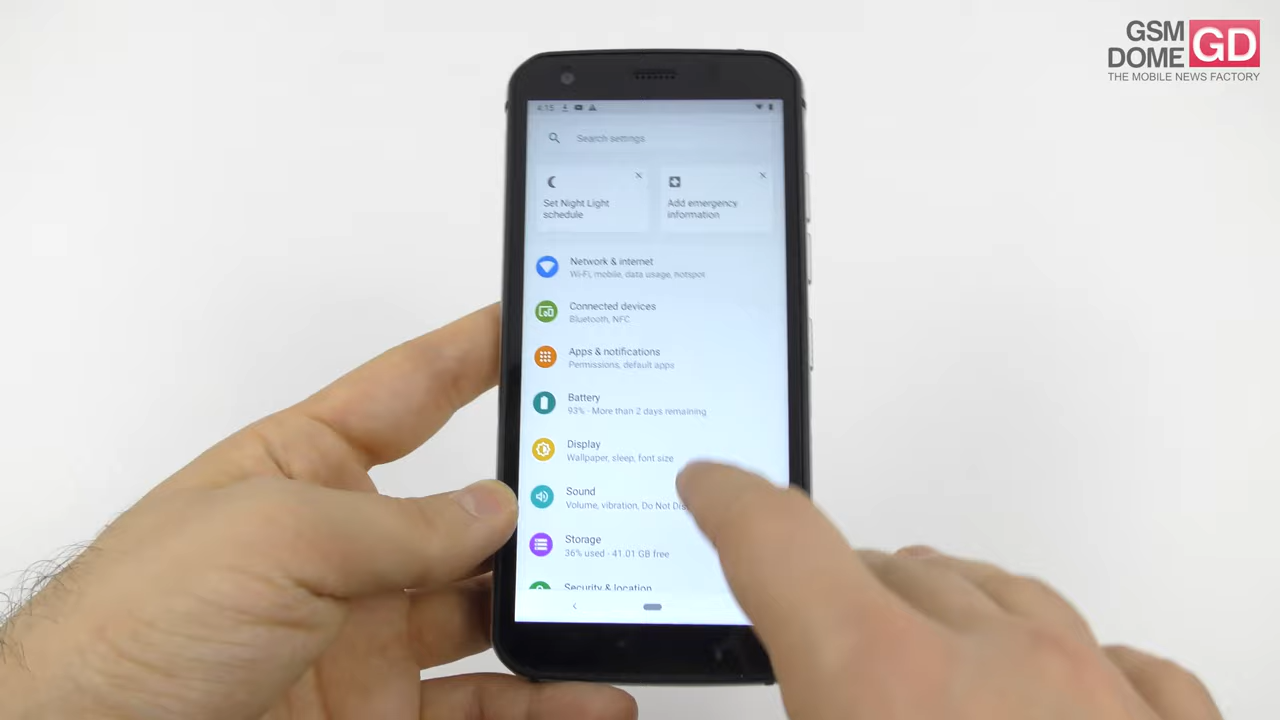 GSM
DOME
GD
THE MOBILE NEWS FACTORY
4:15
Search settings
Set Night Light
schedule
Add emergency
information
Network & internet
Wi-Fi, mobile, data usage, hotspot
Connected devices
Bluetooth, NFC
Apps & notifications
Permissions, default apps
Battery
93% - More than 2 days remaining
Display
Wallpaper, sleep, font size
Sound
Volume, vibration, Do Not
Storage
36% used - 41.01 GB free
Security & location